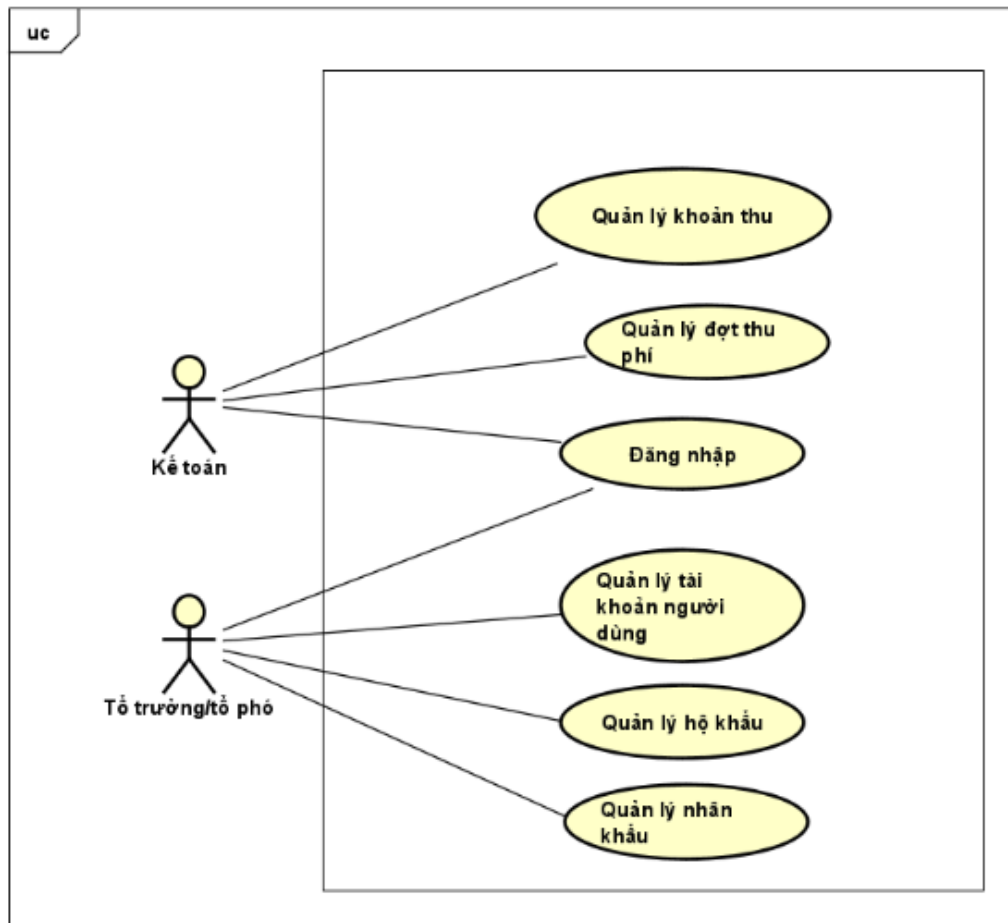 uc
Quản lý khoản thu
Quản lý đợt thu
phí
Đăng nhập
Kế toán
Quản lý tài
khoản người
dùng
Tổ trưởng/tổ phó
Quản lý hộ khẩu
Quản lý nhân
khẩu